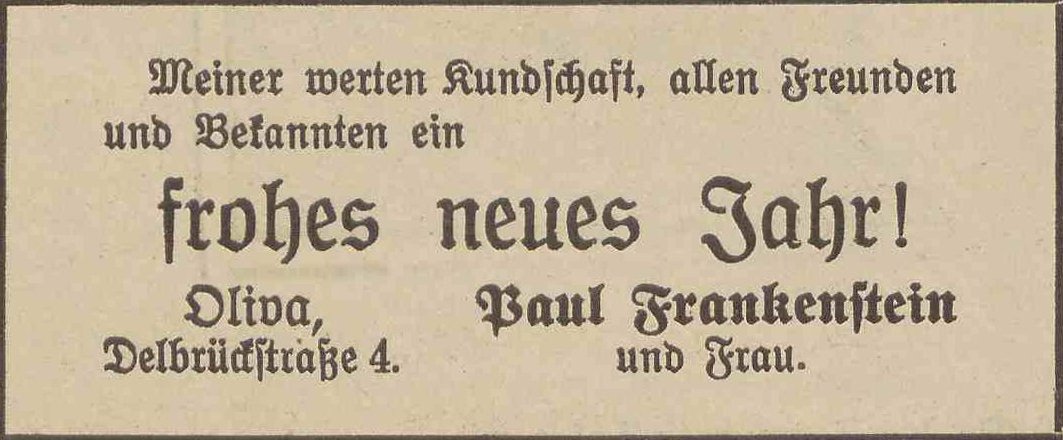 Meiner werten Kundschaft, allen Freunden
und Bekannten ein
frohes neues Jahr!
Oliva,
Delbrückstraße 4.
Paul Frankenstein
und Frau.